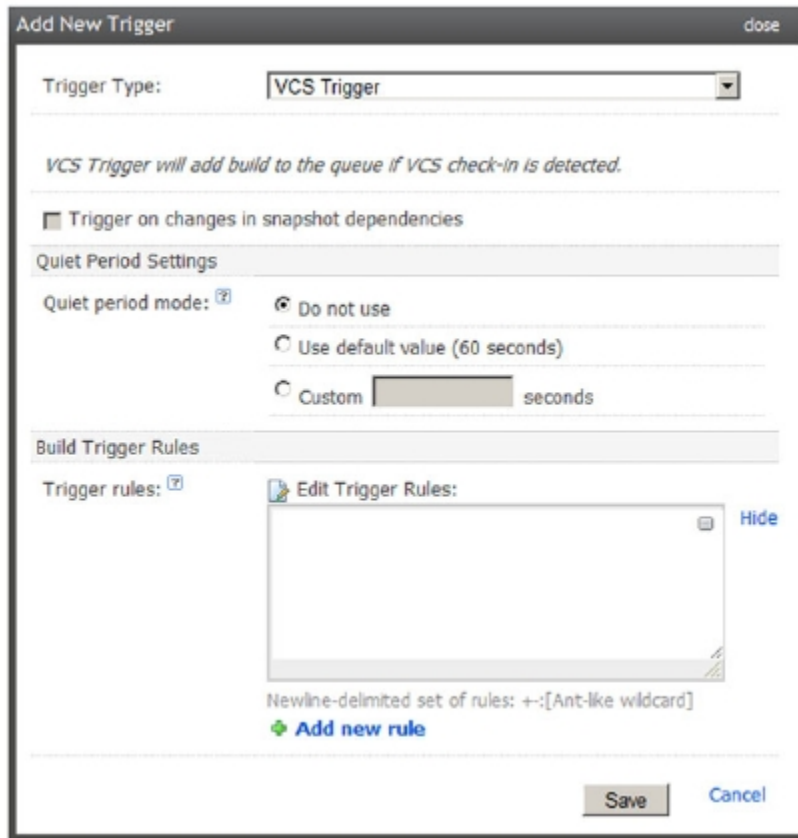 Add New Trigger close
Trigger Type: VCS Trigger
VCS Trigger will add build to the queue if VCS check-in is detected.
Trigger on changes in snapshot dependencies
Quiet Period Settings
Quiet period mode: ? Do not use
Use default value (60 seconds)
Custom seconds
Build Trigger Rules
Trigger rules: ? Edit Trigger Rules:
Hide
Newline-delimited set of rules: +-:[Ant-like wildcard]
Add new rule
Save Cancel